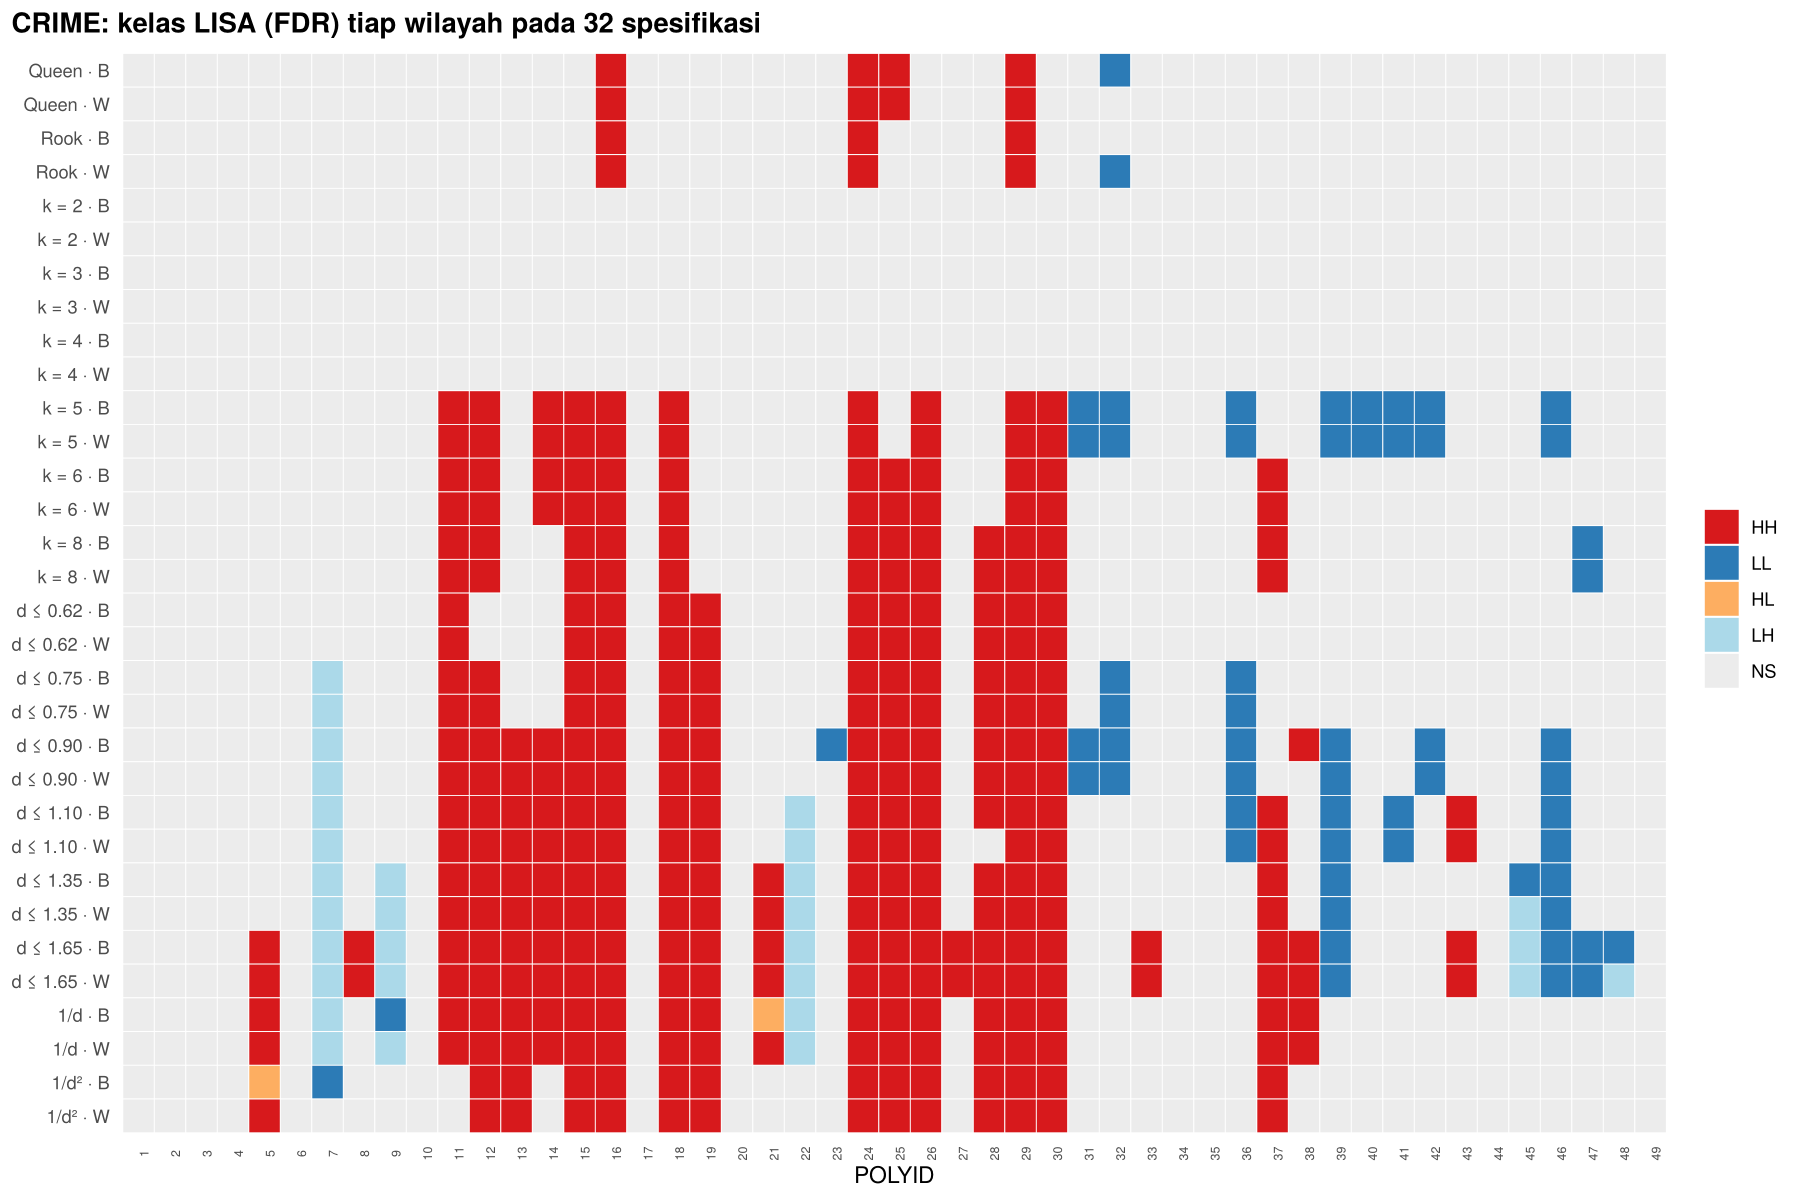 CRIME: kelas LISA (FDR) tiap wilayah pada 32 spesifikasi
Queen · B
Queen · W
Rook · B
Rook · W
k = 2 · B
k = 2 · W
k = 3 · B
k = 3 · W
k = 4 · B
k = 4 · W
k = 5 · B
k = 5 · W
k = 6 · B
k = 6 · W
k = 8 · B
k = 8 · W
d ≤ 0.62 · B
d ≤ 0.62 · W
d ≤ 0.75 · B
d ≤ 0.75 · W
d ≤ 0.90 · B
d ≤ 0.90 · W
d ≤ 1.10 · B
d ≤ 1.10 · W
d ≤ 1.35 · B
d ≤ 1.35 · W
d ≤ 1.65 · B
d ≤ 1.65 · W
1/d · B
1/d · W
1/d² · B
1/d² · W
1 2 3 4 5 6 7 8 9 10 11 12 13 14 15 16 17 18 19 20 21 22 23 24 25 26 27 28 29 30 31 32 33 34 35 36 37 38 39 40 41 42 43 44 45 46 47 48 49
POLYID
HH
LL
HL
LH
NS